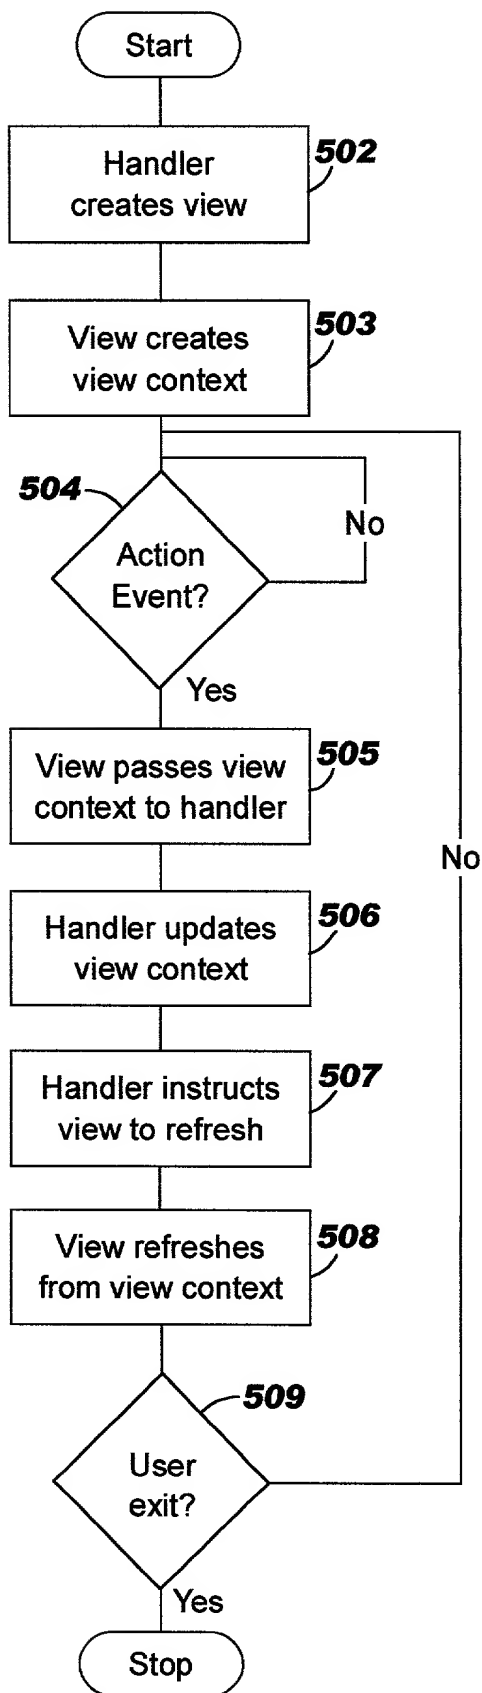 Start
502
Handler
creates view
503
View creates
view context
504
No
Action
Event?
Yes
505
View passes view
context to handler
No
506
Handler updates
view context
507
Handler instructs
view to refresh
508
View refreshes
from view context
509
User
exit?
Yes
Stop